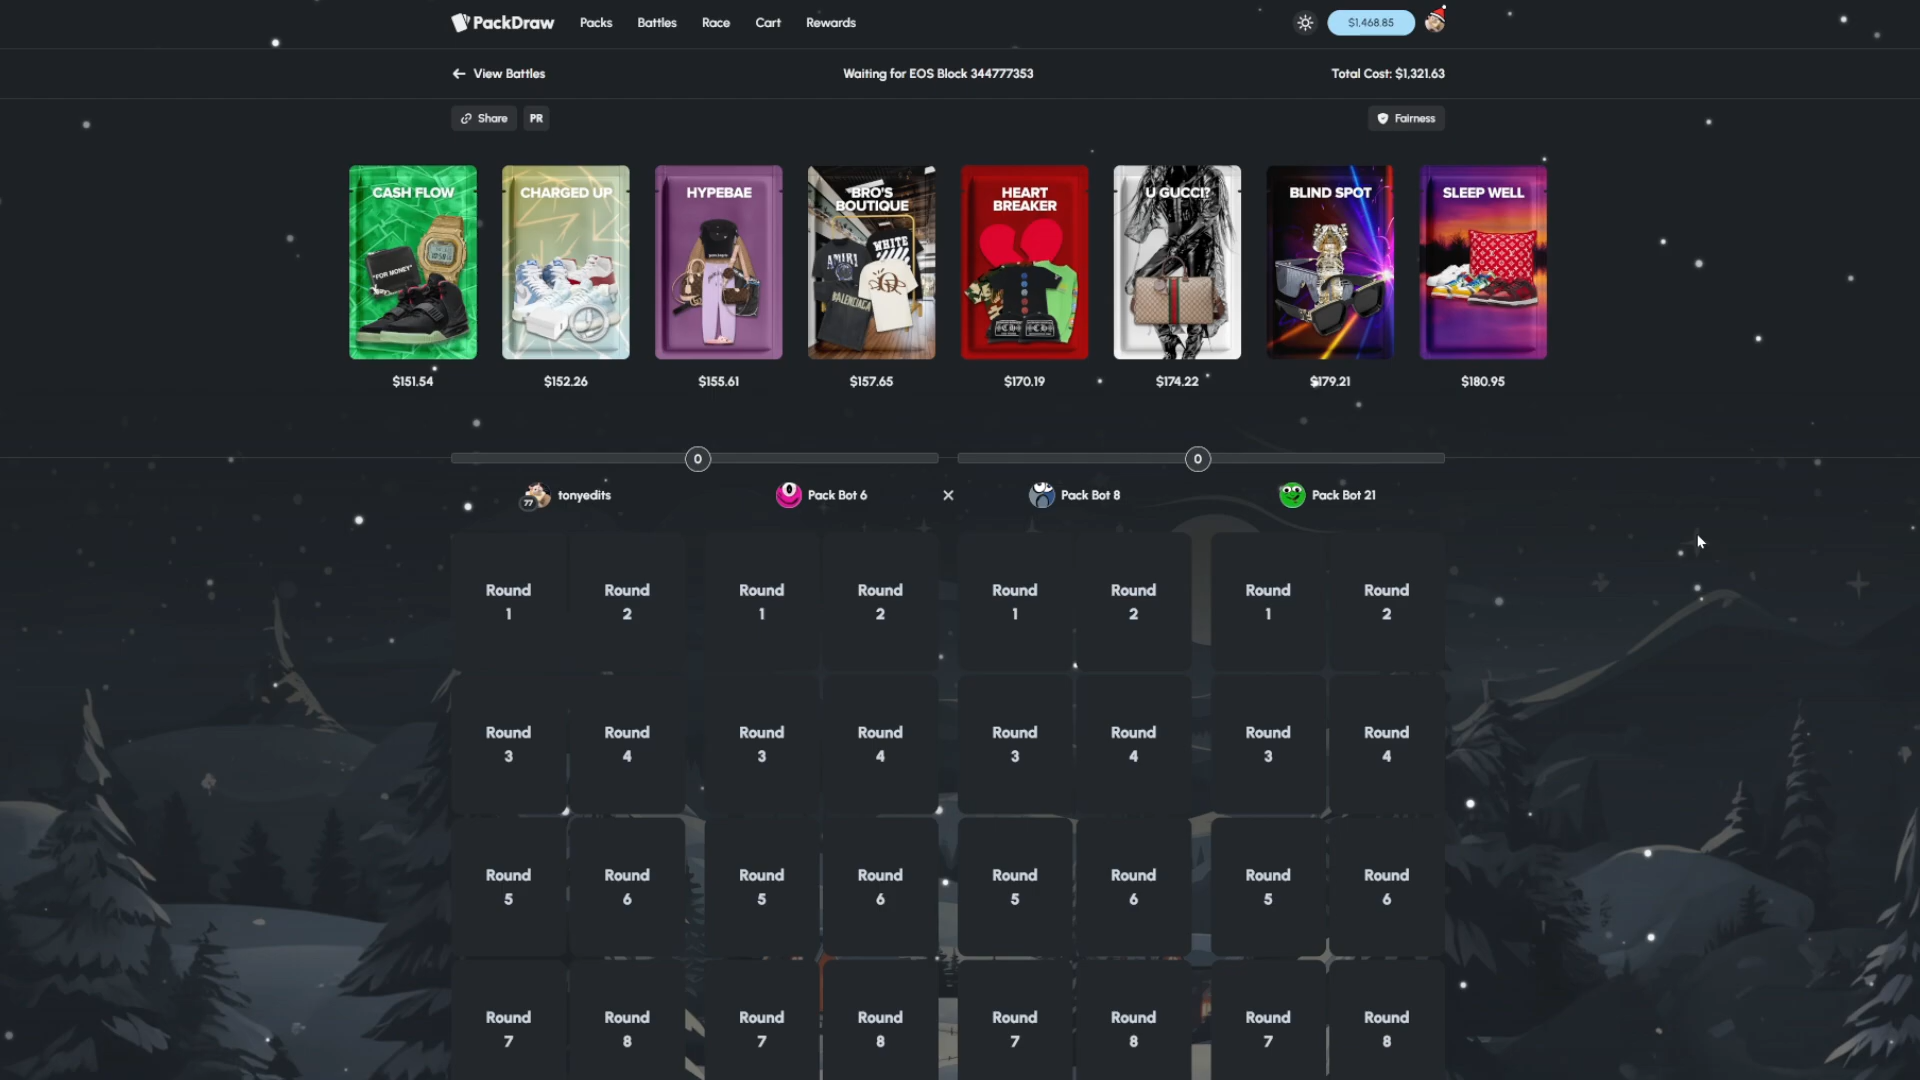 PackDraw Packs Battles Race Cart Rewards $1,468.85
View Battles Waiting for EOS Block 344777353 Total Cost: $1,321.63
Share PR Fairness
CASH FLOW CHARGED UP HYPEBAE BRO'S BOUTIQUE HEART BREAKER U GUCCI? BLIND SPOT SLEEP WELL
"FOR MONEY"
AMIRI WHITE
BALENCIAGA
$151.54 $152.26 $155.61 $157.65 $170.19 $174.22 $179.21 $180.95
0 0
77 tonyedits Pack Bot 6 Pack Bot 8 Pack Bot 21
Round Round Round Round Round Round Round Round
1 2 1 2 1 2 1 2
Round Round Round Round Round Round Round Round
3 4 3 4 3 4 3 4
Round Round Round Round Round Round Round Round
5 6 5 6 5 6 5 6
Round Round Round Round Round Round Round Round
7 8 7 8 7 8 7 8